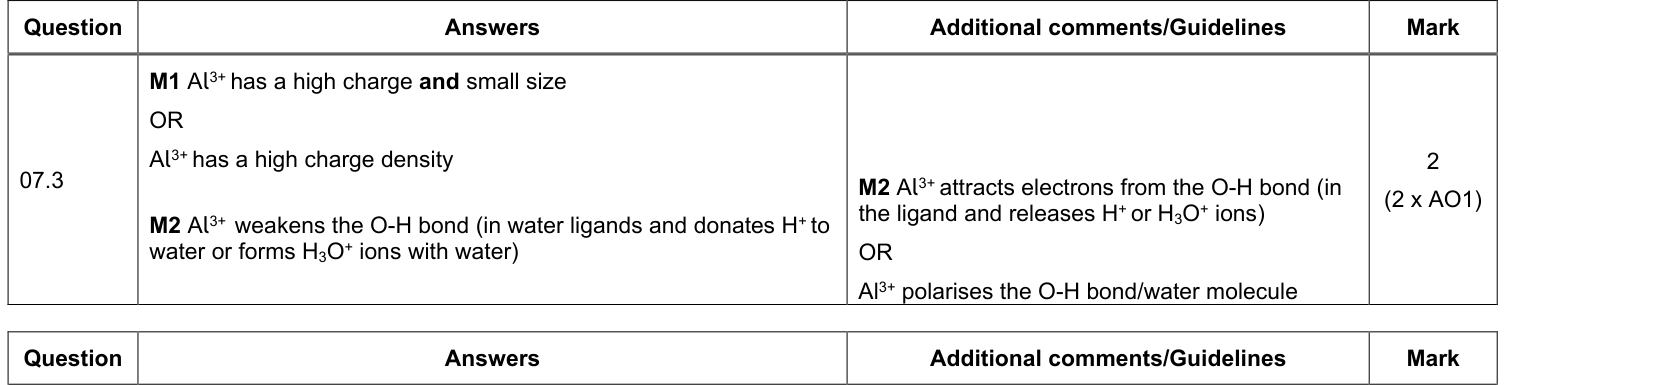 Question Answers Additional comments/Guidelines Mark
07.3
M1 Al³⁺ has a high charge and small size
OR
Al³⁺ has a high charge density
M2 Al³⁺ weakens the O-H bond (in water ligands and donates H⁺ to
water or forms H₃O⁺ ions with water)
M2 Al³⁺ attracts electrons from the O-H bond (in
the ligand and releases H⁺ or H₃O⁺ ions)
OR
Al³⁺ polarises the O-H bond/water molecule
2
(2 x AO1)
Question Answers Additional comments/Guidelines Mark